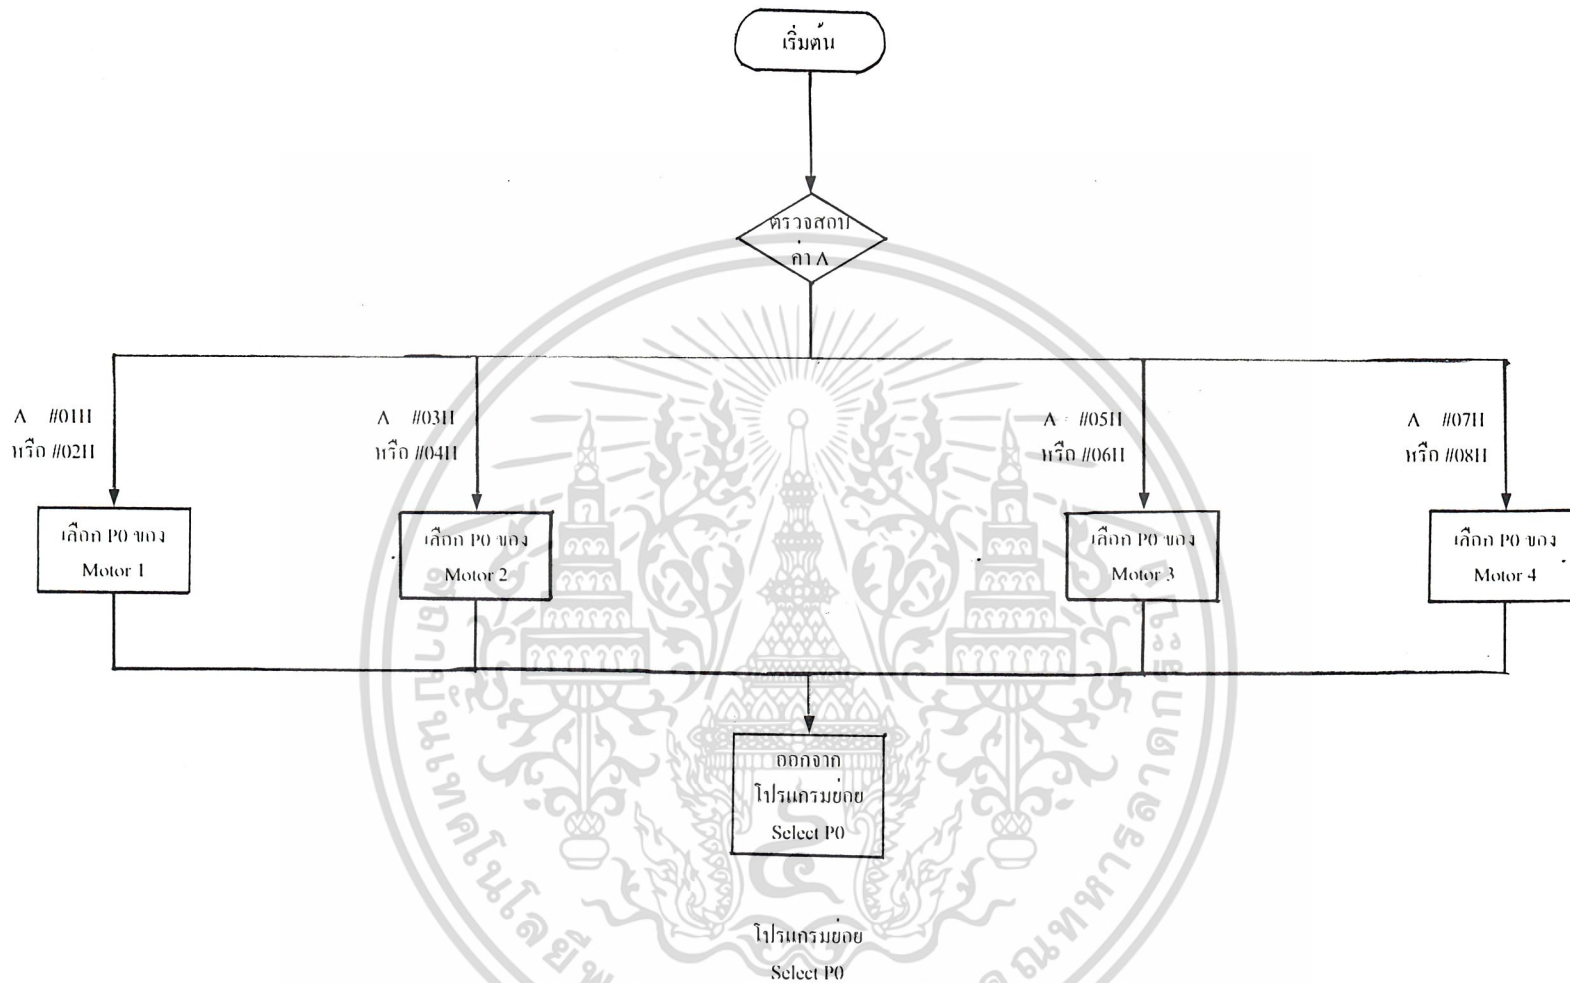 เริ่มต้น
ตรวจสอบ
ค่า A
A #01H
หรือ #02H
A #03H
หรือ #04H
A #05H
หรือ #06H
A #07H
หรือ #08H
เลือก P0 ของ
Motor 1
เลือก P0 ของ
Motor 2
เลือก P0 ของ
Motor 3
เลือก P0 ของ
Motor 4
ออกจาก
โปรแกรมย่อย
Select P0
โปรแกรมย่อย
Select P0